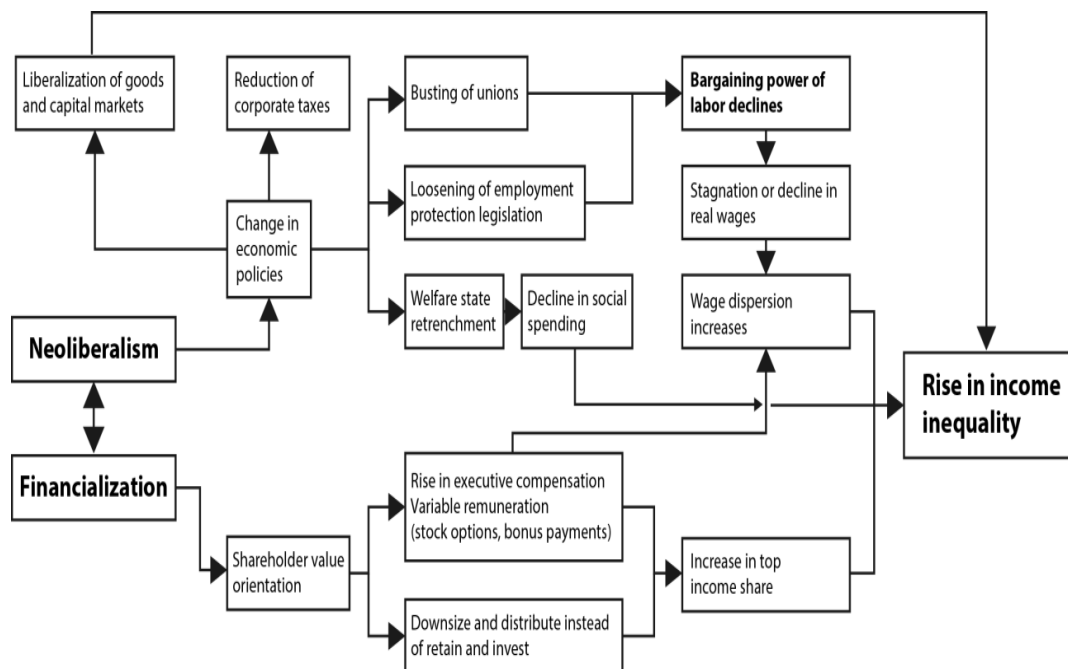 Liberalization of goods
and capital markets
Reduction of
corporate taxes
Busting of unions
Bargaining power of
labor declines
Loosening of employment
protection legislation
Stagnation or decline in
real wages
Change in
economic
policies
Welfare state
retrenchment
Decline in social
spending
Wage dispersion
increases
Neoliberalism
Rise in income
inequality
Financialization
Rise in executive compensation
Variable remuneration
(stock options, bonus payments)
Shareholder value
orientation
Increase in top
income share
Downsize and distribute instead
of retain and invest